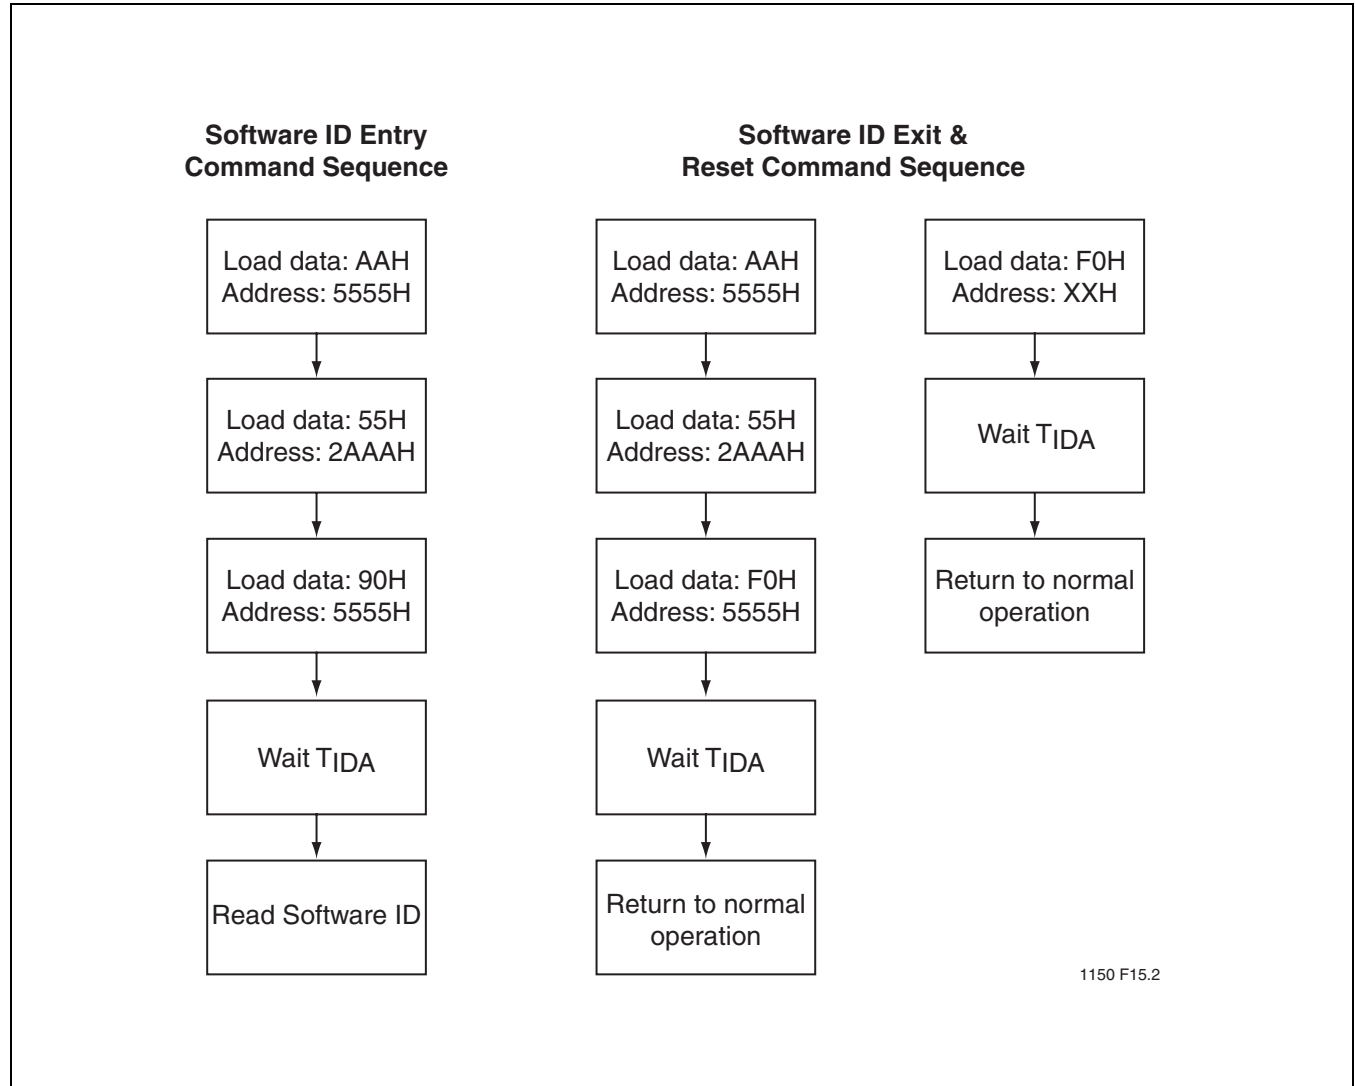 Software ID Entry
Command Sequence
Load data: AAH
Address: 5555H
Load data: 55H
Address: 2AAAH
Load data: 90H
Address: 5555H
Wait TIDA
Read Software ID
Software ID Exit &
Reset Command Sequence
Load data: AAH
Address: 5555H
Load data: 55H
Address: 2AAAH
Load data: F0H
Address: 5555H
Wait TIDA
Return to normal
operation
Load data: F0H
Address: XXH
Wait TIDA
Return to normal
operation
1150 F15.2